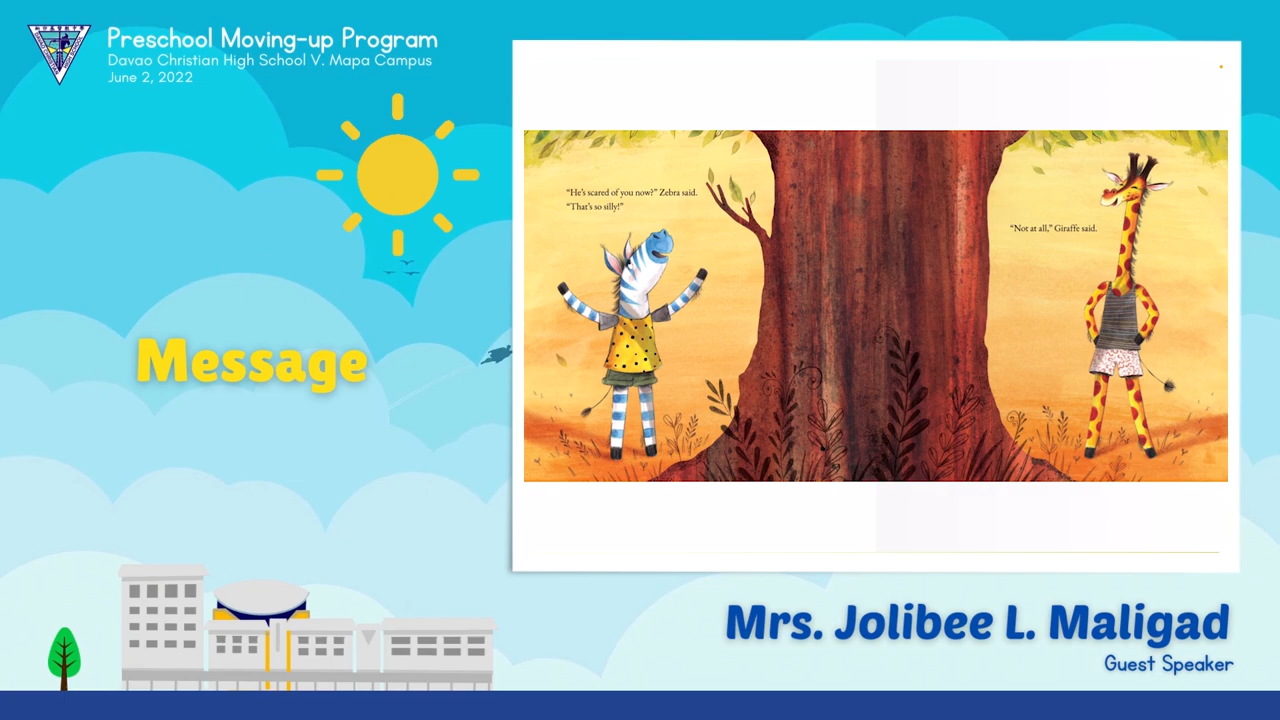 Preschool Moving-up Program
Davao Christian High School V. Mapa Campus
June 2, 2022
Message
“He’s scared of you now?” Zebra said.
“That’s so silly!”
“Not at all,” Giraffe said.
Mrs. Jolibee L. Maligad
Guest Speaker